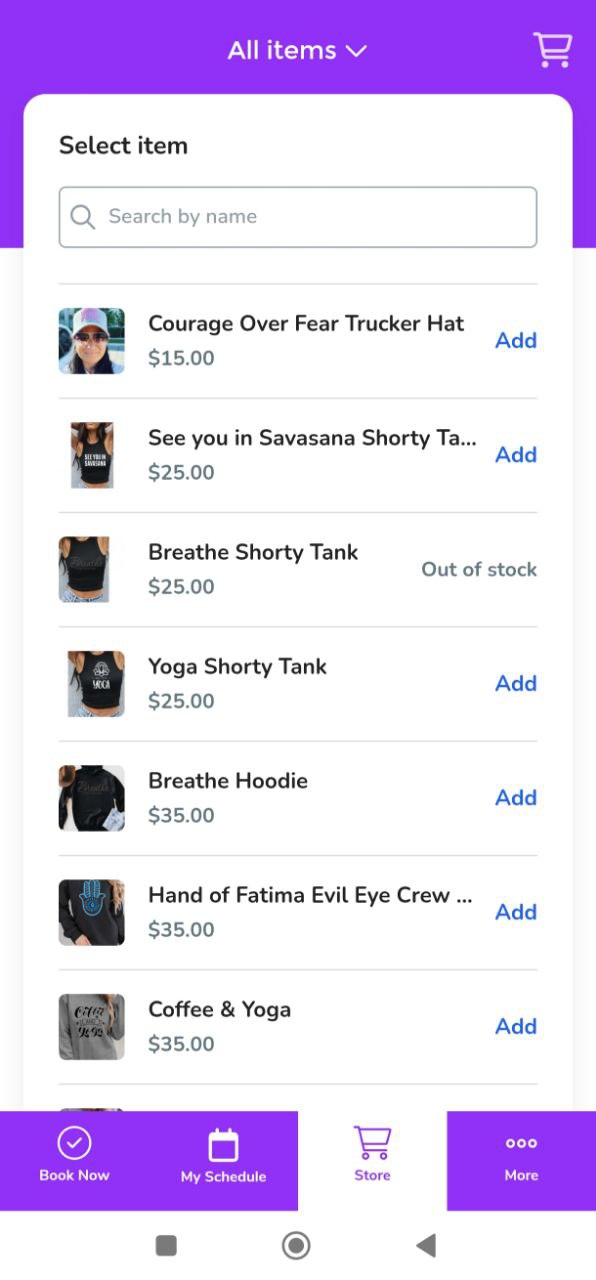 All items
Select item
Search by name
Courage Over Fear Trucker Hat
$15.00
Add
SEE YOU IN
SAVASANA
See you in Savasana Shorty Ta...
$25.00
Add
Breathe
Breathe Shorty Tank
$25.00
Out of stock
YOGA
Yoga Shorty Tank
$25.00
Add
Breathe
Breathe Hoodie
$35.00
Add
Hand of Fatima Evil Eye Crew ...
$35.00
Add
Coffee & Yoga
$35.00
Add
Book Now
My Schedule
Store
More